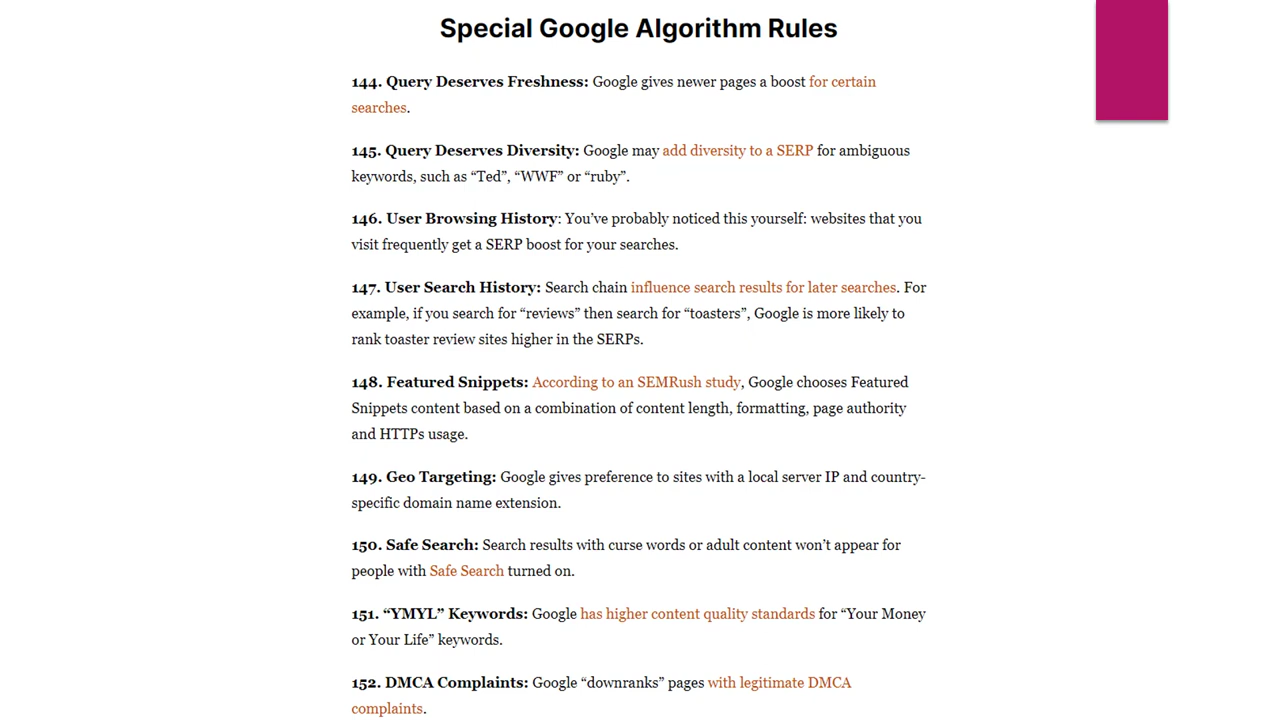 Special Google Algorithm Rules
144. Query Deserves Freshness: Google gives newer pages a boost for certain
searches.
145. Query Deserves Diversity: Google may add diversity to a SERP for ambiguous
keywords, such as “Ted”, “WWF” or “ruby”.
146. User Browsing History: You’ve probably noticed this yourself: websites that you
visit frequently get a SERP boost for your searches.
147. User Search History: Search chain influence search results for later searches. For
example, if you search for “reviews” then search for “toasters”, Google is more likely to
rank toaster review sites higher in the SERPs.
148. Featured Snippets: According to an SEMRush study, Google chooses Featured
Snippets content based on a combination of content length, formatting, page authority
and HTTPs usage.
149. Geo Targeting: Google gives preference to sites with a local server IP and country-
specific domain name extension.
150. Safe Search: Search results with curse words or adult content won’t appear for
people with Safe Search turned on.
151. “YMYL” Keywords: Google has higher content quality standards for “Your Money
or Your Life” keywords.
152. DMCA Complaints: Google “downranks” pages with legitimate DMCA
complaints.